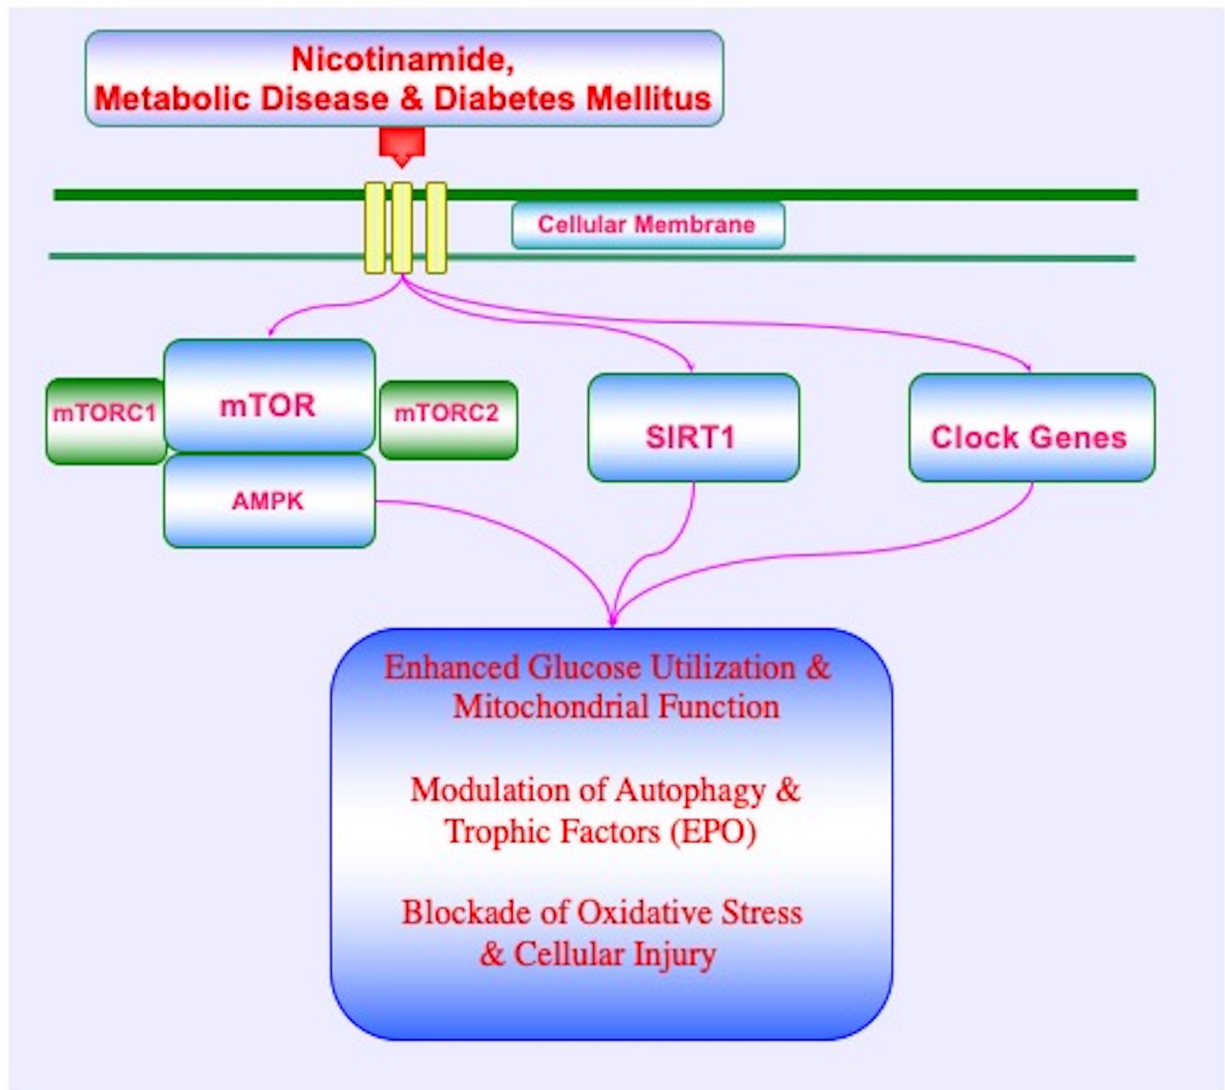 Nicotinamide,
Metabolic Disease & Diabetes Mellitus
Cellular Membrane
mTORC1
mTOR
mTORC2
AMPK
SIRT1
Clock Genes
Enhanced Glucose Utilization &
Mitochondrial Function
Modulation of Autophagy &
Trophic Factors (EPO)
Blockade of Oxidative Stress
& Cellular Injury